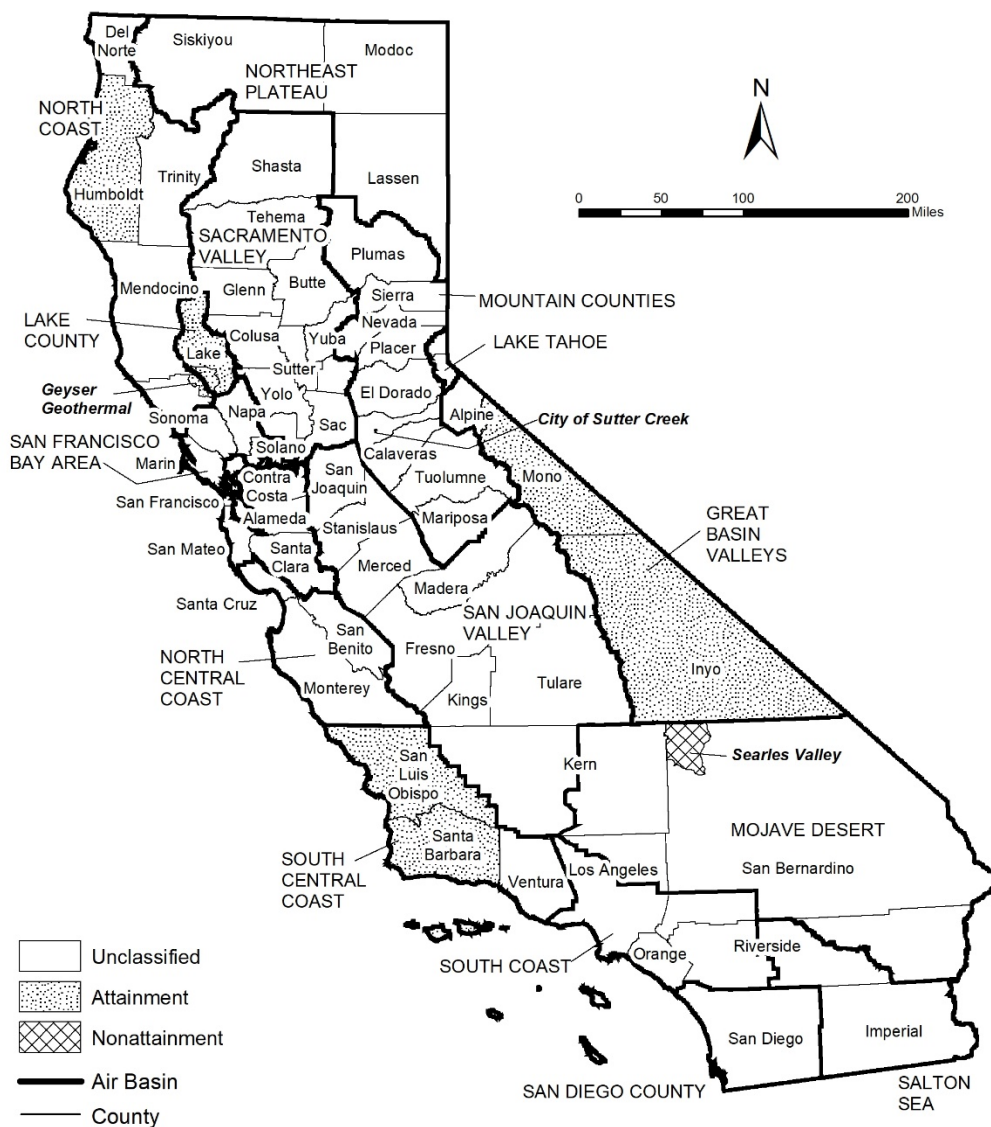 Del
Norte
Siskiyou
Modoc
NORTHEAST
PLATEAU
N
NORTH
COAST
Shasta
Humboldt
Trinity
Lassen
0 50 100 200
Miles
Tehema
SACRAMENTO
VALLEY
Plumas
Mendocino
Glenn
Butte
Sierra
MOUNTAIN COUNTIES
LAKE
COUNTY
Colusa
Yuba
Nevada
Lake
Placer
LAKE TAHOE
Sutter
Geyser
Geothermal
Yolo
El Dorado
Napa
Sonoma
Sac
Alpine
City of Sutter Creek
SAN FRANCISCO
BAY AREA
Solano
Marin
Calaveras
Contra
Costa
San
Joaquin
Tuolumne
Mono
San Francisco
Alameda
Stanislaus
Mariposa
GREAT
BASIN
VALLEYS
San Mateo
Santa
Clara
Merced
Madera
Santa Cruz
SAN JOAQUIN
VALLEY
San
Benito
NORTH
CENTRAL
COAST
Fresno
Inyo
Monterey
Kings
Tulare
San
Luis
Obispo
Kern
Searles Valley
Santa
Barbara
MOJAVE DESERT
SOUTH
CENTRAL
COAST
Ventura
Los Angeles
San Bernardino
Unclassified
SOUTH COAST
Orange
Riverside
Attainment
Nonattainment
San Diego
Imperial
Air Basin
SAN DIEGO COUNTY
SALTON
SEA
County